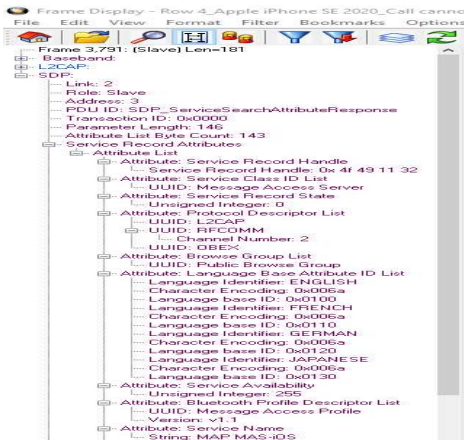 Frame Display - Row 4_Apple iPhone SE 2020_Call canno
File Edit View Format Filter Bookmarks Options
Frame 3,791: [Slave] Len=181
Baseband:
L2CAP:
SDP:
Link: 2
Role: Slave
Address: 3
PDU ID: SDP_ServiceSearchAttributeResponse
Transaction ID: 0x0000
Parameter Length: 146
Attribute List Byte Count: 143
Service Record Attributes
Attribute List
Attribute: Service Record Handle
Service Record Handle: 0x 4f 49 11 32
Attribute: Service Class ID List
UUID: Message Access Server
Attribute: Service Record State
Unsigned Integer: 0
Attribute: Protocol Descriptor List
UUID: L2CAP
UUID: RFCOMM
Channel Number: 2
UUID: OBEX
Attribute: Browse Group List
UUID: Public Browse Group
Attribute: Language Base Attribute ID List
Language Identifier: ENGLISH
Character Encoding: 0x006a
Language base ID: 0x0100
Language Identifier: FRENCH
Character Encoding: 0x006a
Language base ID: 0x0110
Language Identifier: GERMAN
Character Encoding: 0x006a
Language base ID: 0x0120
Language Identifier: JAPANESE
Character Encoding: 0x006a
Language base ID: 0x0130
Attribute: Service Availability
Unsigned Integer: 255
Attribute: Bluetooth Profile Descriptor List
UUID: Message Access Profile
Version: v1.1
Attribute: Service Name
String: MAP MAS-iOS